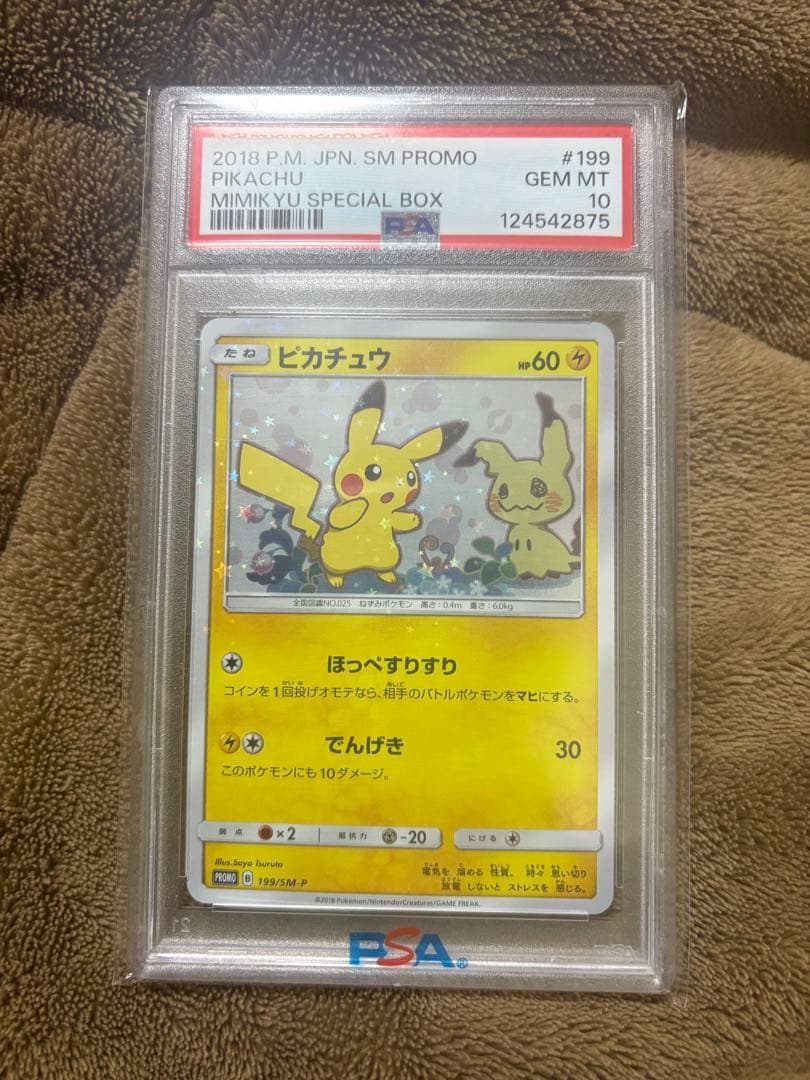 2018 P.M. JPN. SM PROMO #199
PIKACHU GEM MT
MIMIKYU SPECIAL BOX 10
PSA 124542875
たね ピカチュウ HP60
全国図鑑NO.025 ねずみポケモン 高さ:0.4m 重さ:6.0kg
ほっぺすりすり
コインを1回投げオモテなら、相手のバトルポケモンをマヒにする。
でんげき 30
このポケモンにも10ダメージ。
弱点 ×2 抵抗力 -20 にげる
Illus.Saya Tsuruta
PROMO B 199/SM-P
電気を溜める性質。時々思い切り
放電しないとストレスを感じる。
©2018 Pokémon/Nintendo/Creatures/GAME FREAK.
PSA®